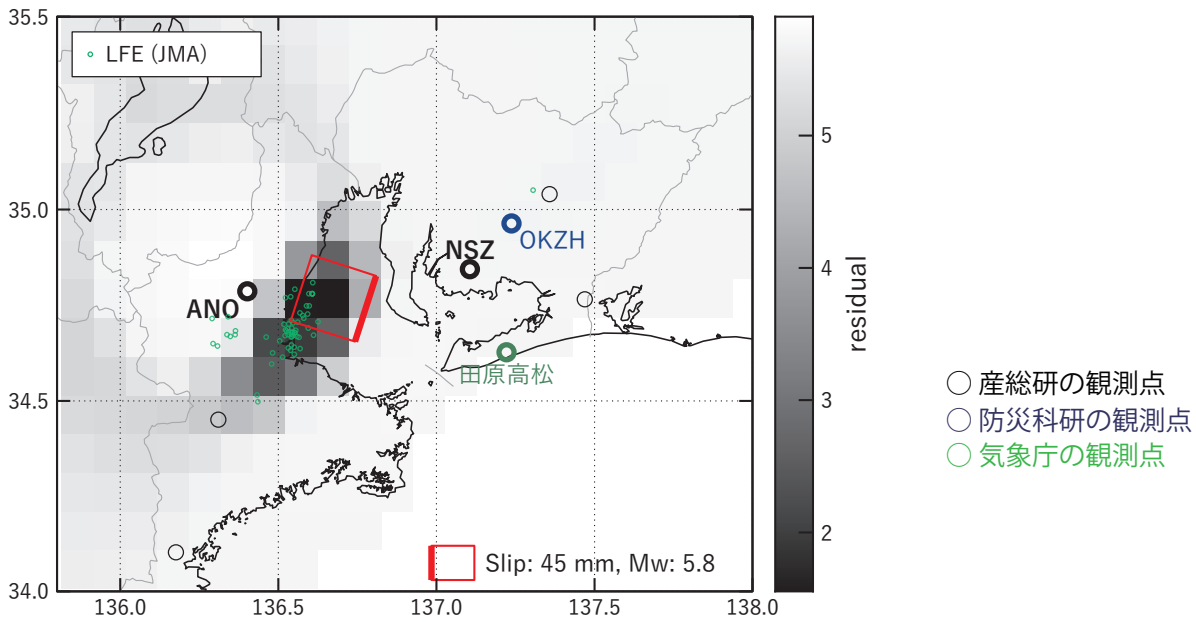 35.5
LFE (JMA)
5
35.0
OKZH
NSZ
4
ANO
residual
田原高松
産総研の観測点
34.5
3
防災科研の観測点
気象庁の観測点
2
Slip: 45 mm, Mw: 5.8
34.0
136.0 136.5 137.0 137.5 138.0